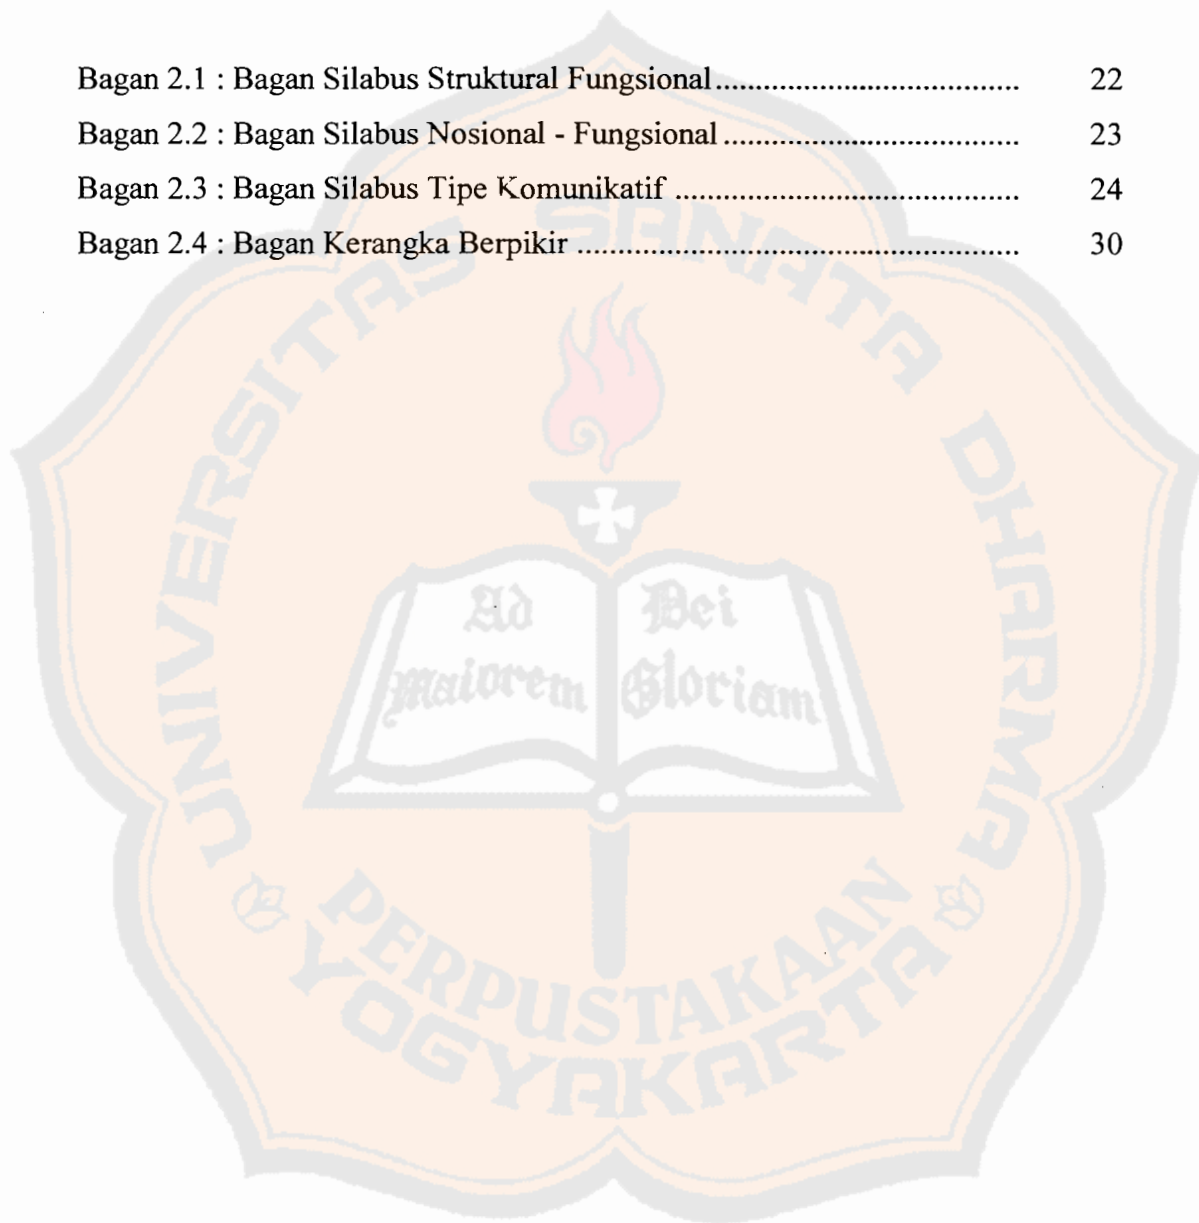 Bagan 2.1 : Bagan Silabus Struktural Fungsional..................................... 22
Bagan 2.2 : Bagan Silabus Nosional - Fungsional .................................... 23
Bagan 2.3 : Bagan Silabus Tipe Komunikatif .......................................... 24
Bagan 2.4 : Bagan Kerangka Berpikir ...................................................... 30
UNIVERSITAS SANATA DHARMA
Ad Dei
maiorem Gloriam
PERPUSTAKAAN
YOGYAKARTA